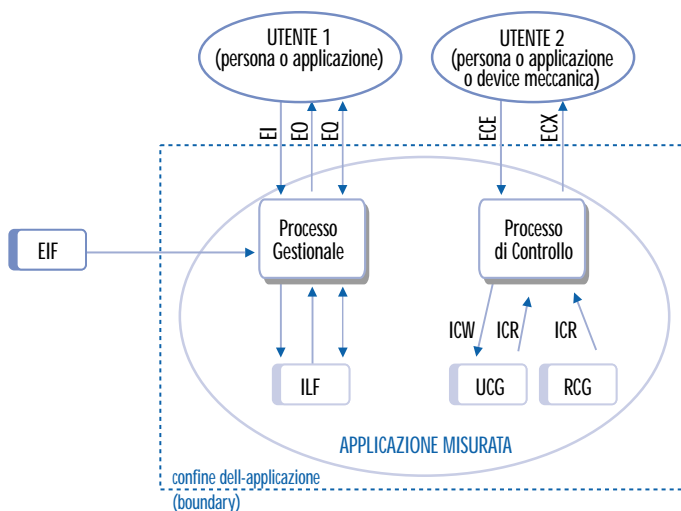 UTENTE 1
(persona o applicazione)
UTENTE 2
(persona o applicazione
o device meccanica)
EI
EO
EQ
ECE
ECX
EIF
Processo
Gestionale
Processo
di Controllo
ICW
ICR
ICR
ILF
UCG
RCG
APPLICAZIONE MISURATA
confine dell-applicazione
(boundary)